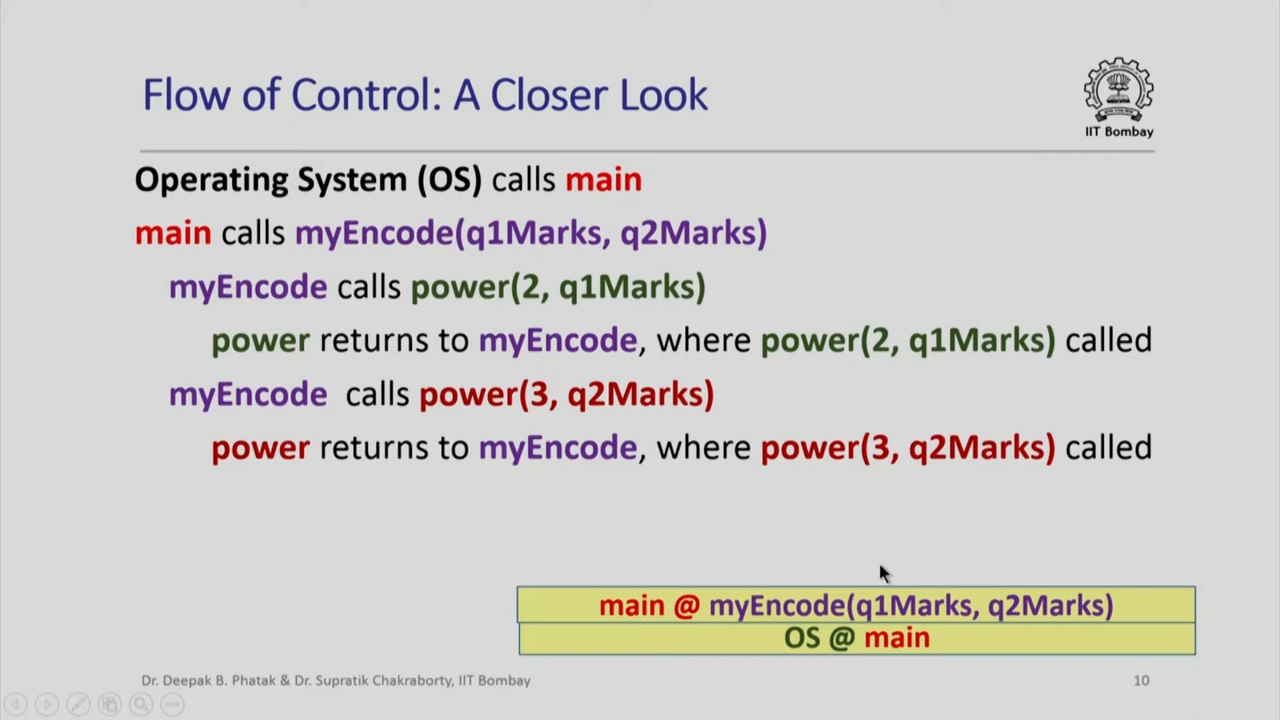 Flow of Control: A Closer Look
IIT Bombay
Operating System (OS) calls main
main calls myEncode(q1Marks, q2Marks)
myEncode calls power(2, q1Marks)
power returns to myEncode, where power(2, q1Marks) called
myEncode calls power(3, q2Marks)
power returns to myEncode, where power(3, q2Marks) called
main @ myEncode(q1Marks, q2Marks)
OS @ main
Dr. Deepak B. Phatak & Dr. Supratik Chakraborty, IIT Bombay
10